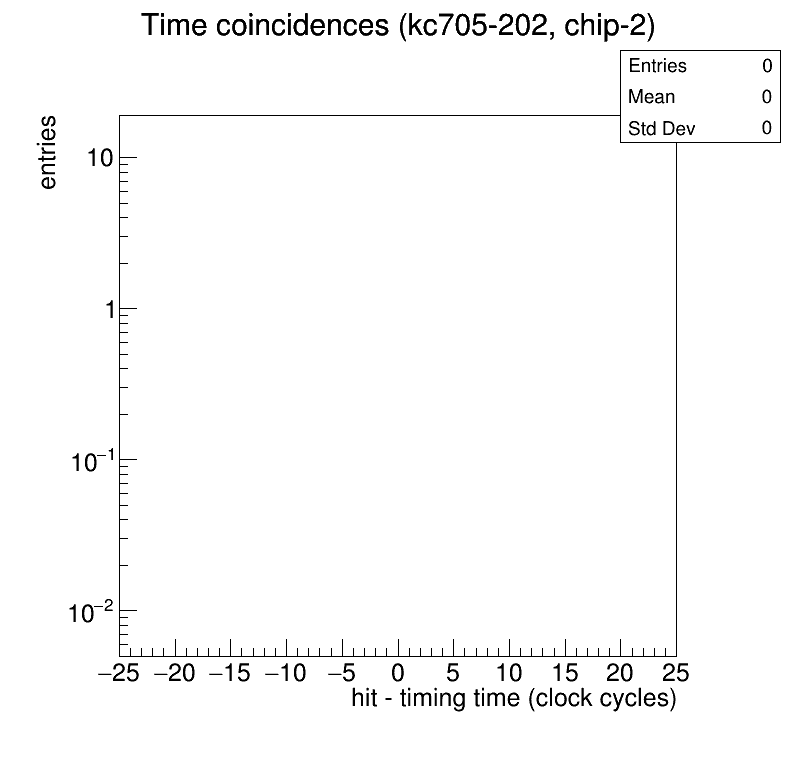 Time coincidences (kc705-202, chip-2)
Entries 0
Mean 0
Std Dev 0
entries
10
1
10−1
10−2
−25 −20 −15 −10 −5 0 5 10 15 20 25
hit - timing time (clock cycles)